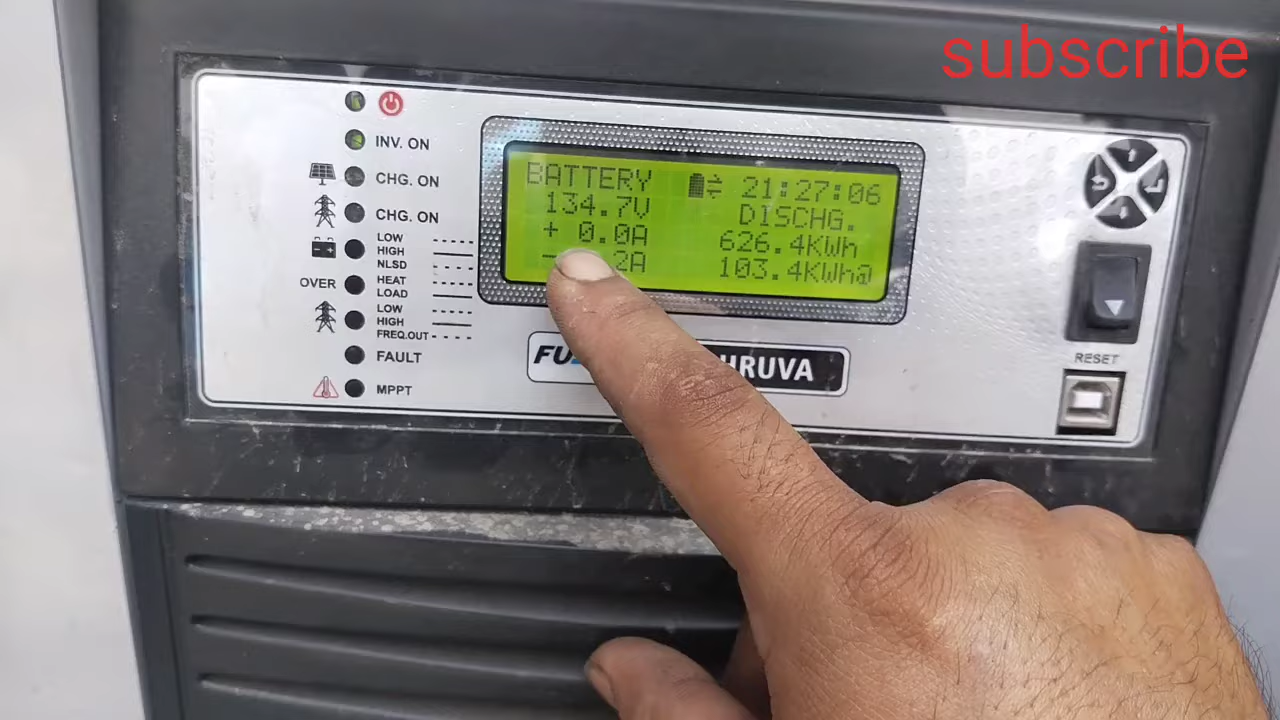 subscribe
INV. ON
CHG. ON
CHG. ON
LOW
HIGH
NLSD
OVER
HEAT
LOAD
LOW
HIGH
FREQ.OUT
FAULT
MPPT
BATTERY 21:27:06
134.7V DISCHG.
+ 0.0A 626.4KWh
2A 103.4KWh@
RESET